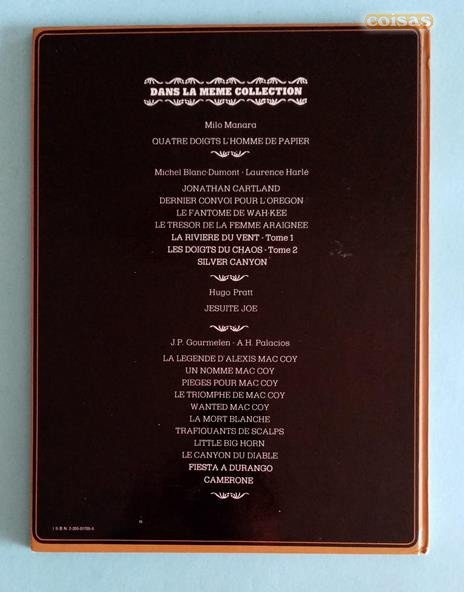 coisas
DANS LA MEME COLLECTION
Milo Manara
QUATRE DOIGTS L'HOMME DE PAPIER
Michel Blanc-Dumont · Laurence Harlé
JONATHAN CARTLAND
DERNIER CONVOI POUR L'OREGON
LE FANTOME DE WAH-KEE
LE TRESOR DE LA FEMME ARAIGNEE
LA RIVIERE DU VENT · Tome 1
LES DOIGTS DU CHAOS · Tome 2
SILVER CANYON
Hugo Pratt
JESUITE JOE
J.P. Gourmelen · A.H. Palacios
LA LEGENDE D'ALEXIS MAC COY
UN NOMME MAC COY
PIEGES POUR MAC COY
LE TRIOMPHE DE MAC COY
WANTED MAC COY
LA MORT BLANCHE
TRAFIQUANTS DE SCALPS
LITTLE BIG HORN
LE CANYON DU DIABLE
FIESTA A DURANGO
CAMERONE
ISBN